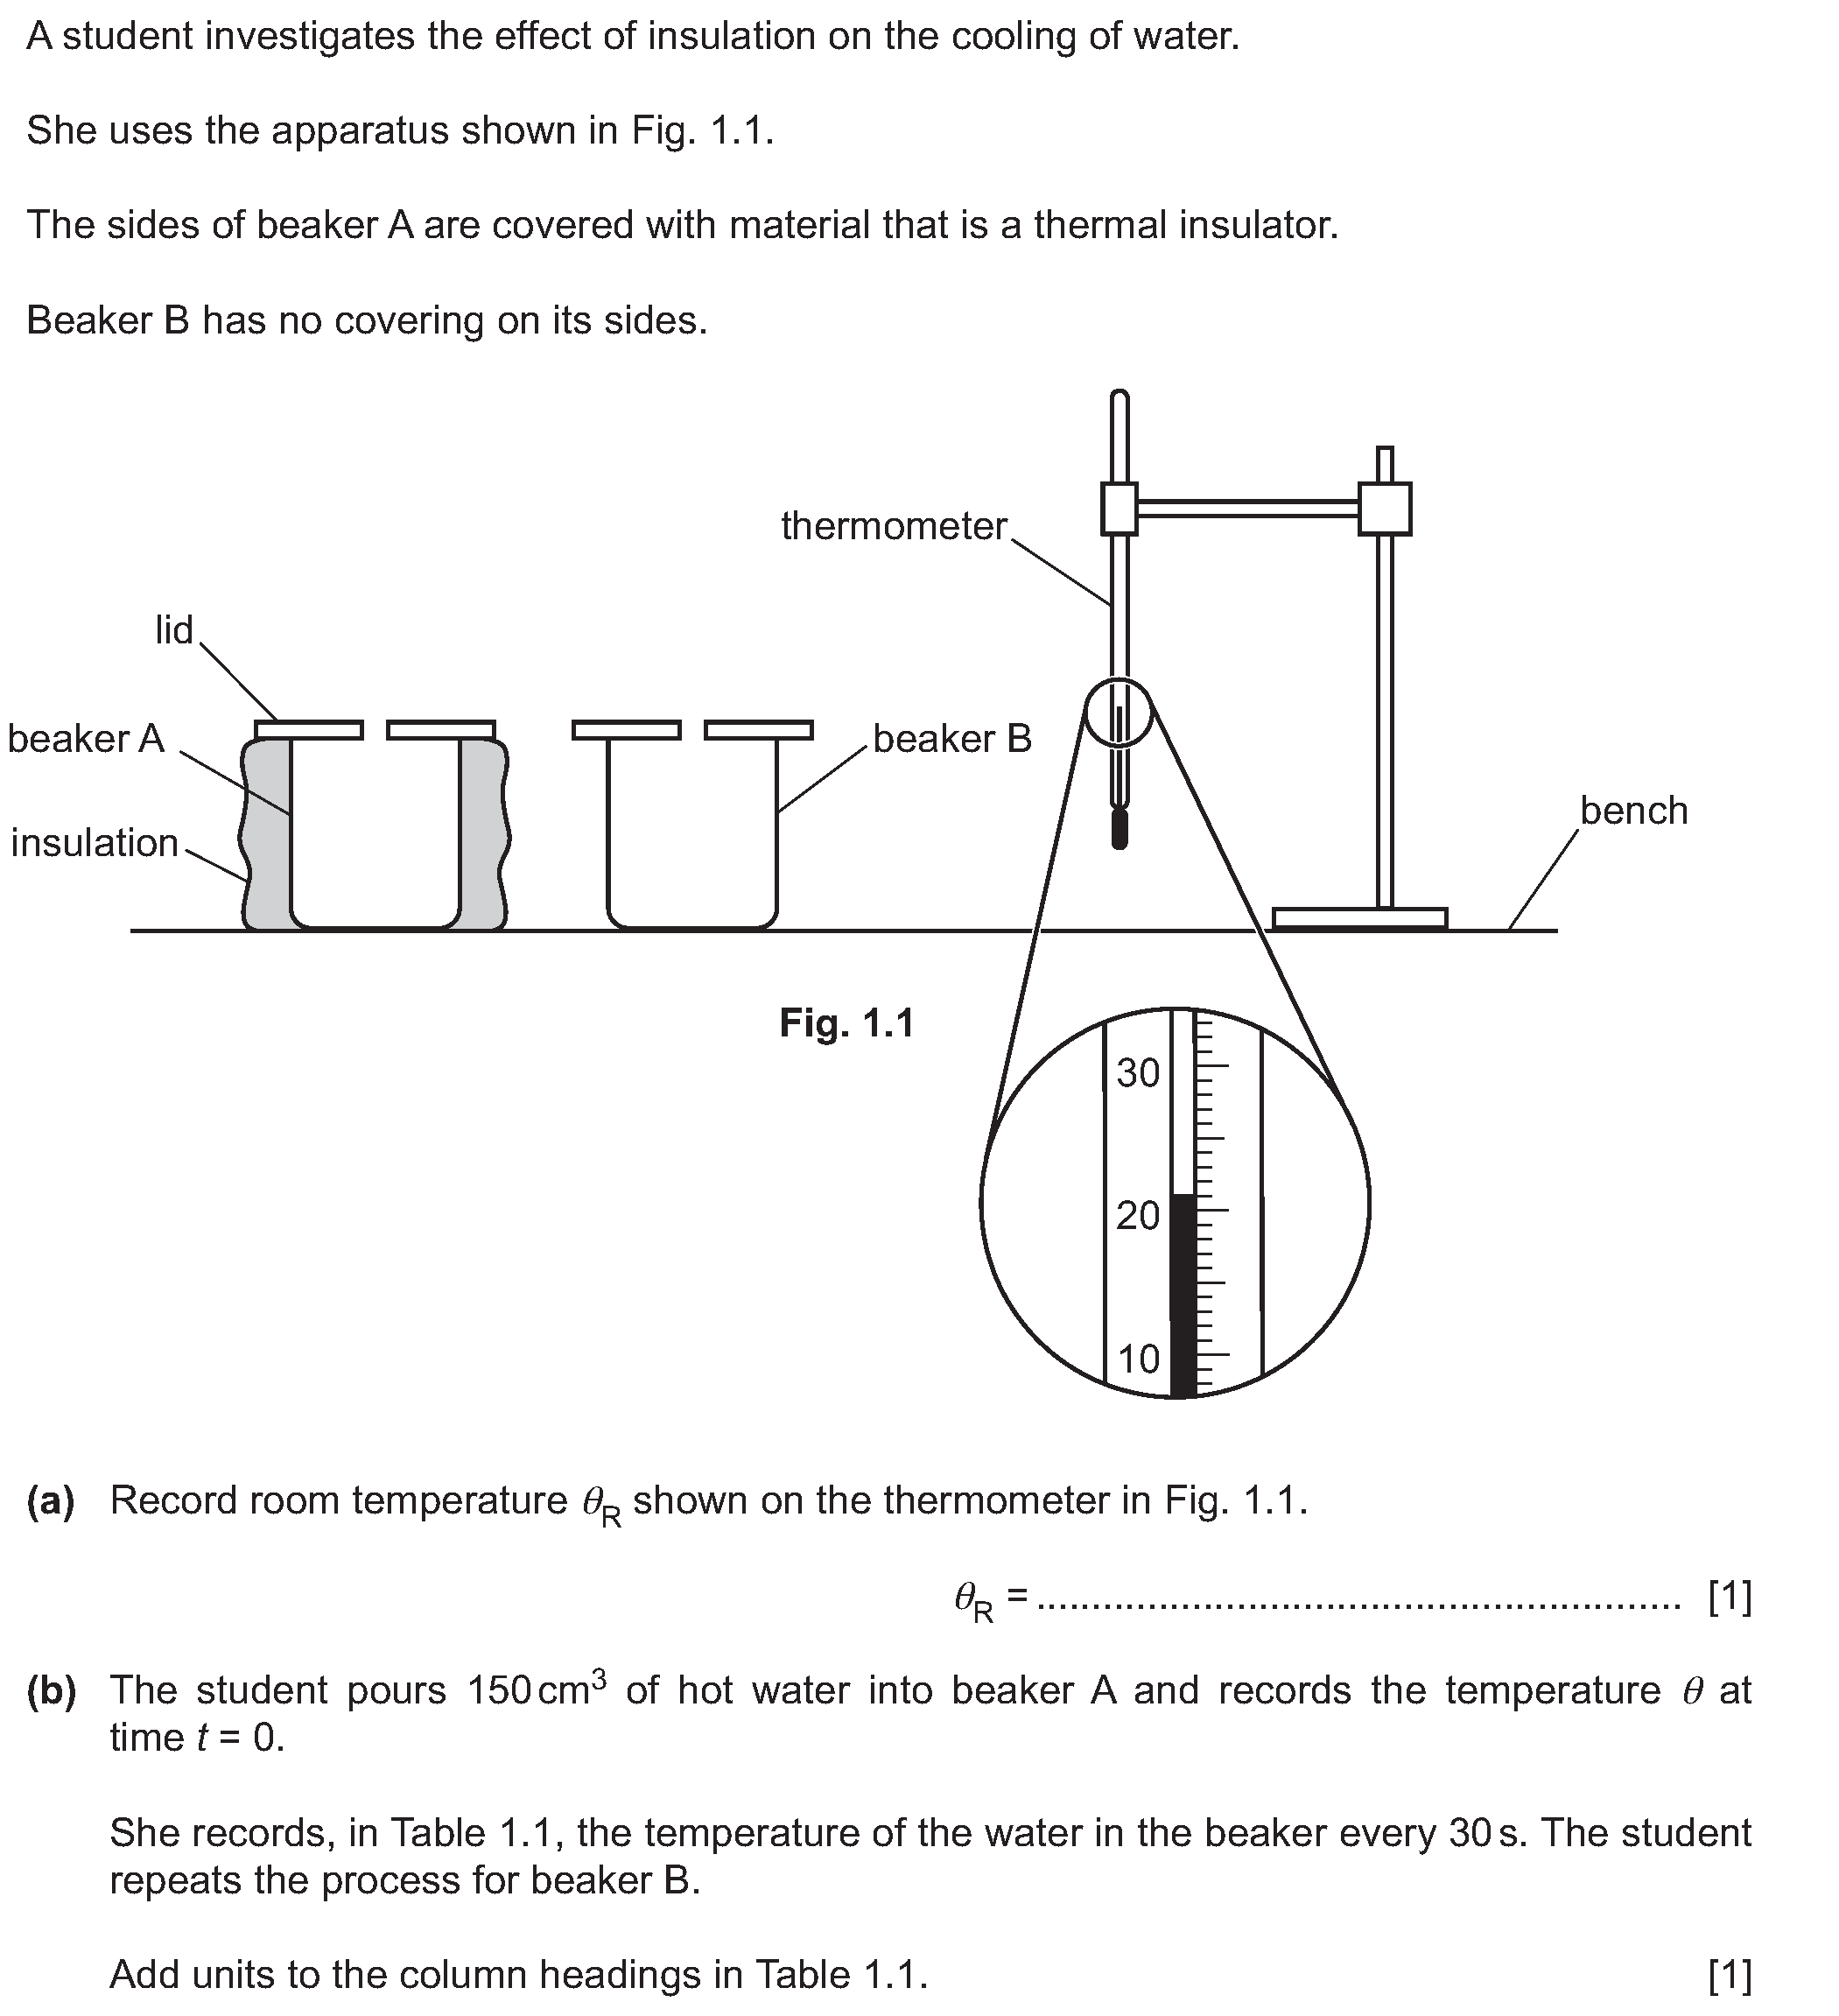 A student investigates the effect of insulation on the cooling of water.
She uses the apparatus shown in Fig. 1.1.
The sides of beaker A are covered with material that is a thermal insulator.
Beaker B has no covering on its sides.
thermometer
lid
beaker A
beaker B
insulation
bench
Fig. 1.1
30
20
10
(a) Record room temperature θR shown on the thermometer in Fig. 1.1.
θR = .............................................................. [1]
(b) The student pours 150 cm³ of hot water into beaker A and records the temperature θ at
time t = 0.
She records, in Table 1.1, the temperature of the water in the beaker every 30 s. The student
repeats the process for beaker B.
Add units to the column headings in Table 1.1. [1]